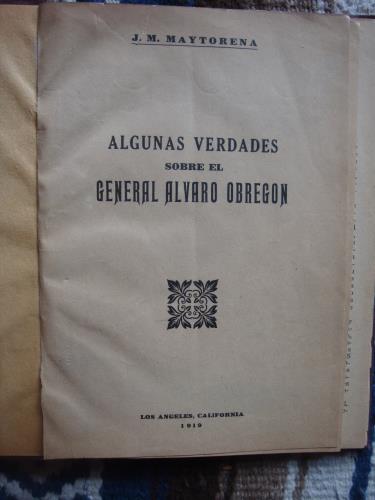 J. M. MAYTORENA
ALGUNAS VERDADES
SOBRE EL
GENERAL ALVARO OBREGON
LOS ANGELES, CALIFORNIA
1919